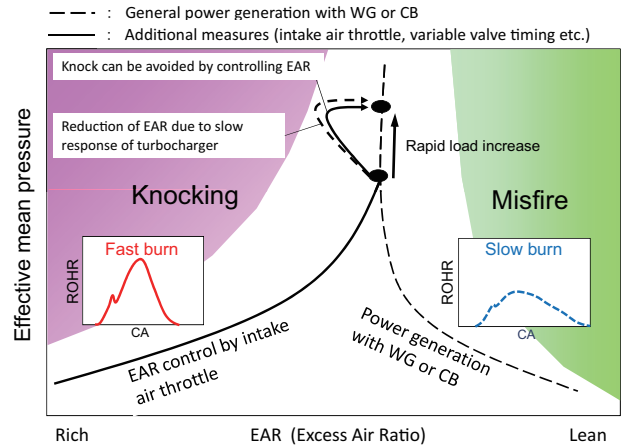 : General power generation with WG or CB
: Additional measures (intake air throttle, variable valve timing etc.)
Knock can be avoided by controlling EAR
Reduction of EAR due to slow
response of turbocharger
Rapid load increase
Effective mean pressure
Knocking
Misfire
Fast burn
ROHR
CA
Slow burn
ROHR
CA
EAR control by intake
air throttle
Power generation
with WG or CB
Rich
EAR (Excess Air Ratio)
Lean